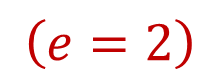 (e = 2)